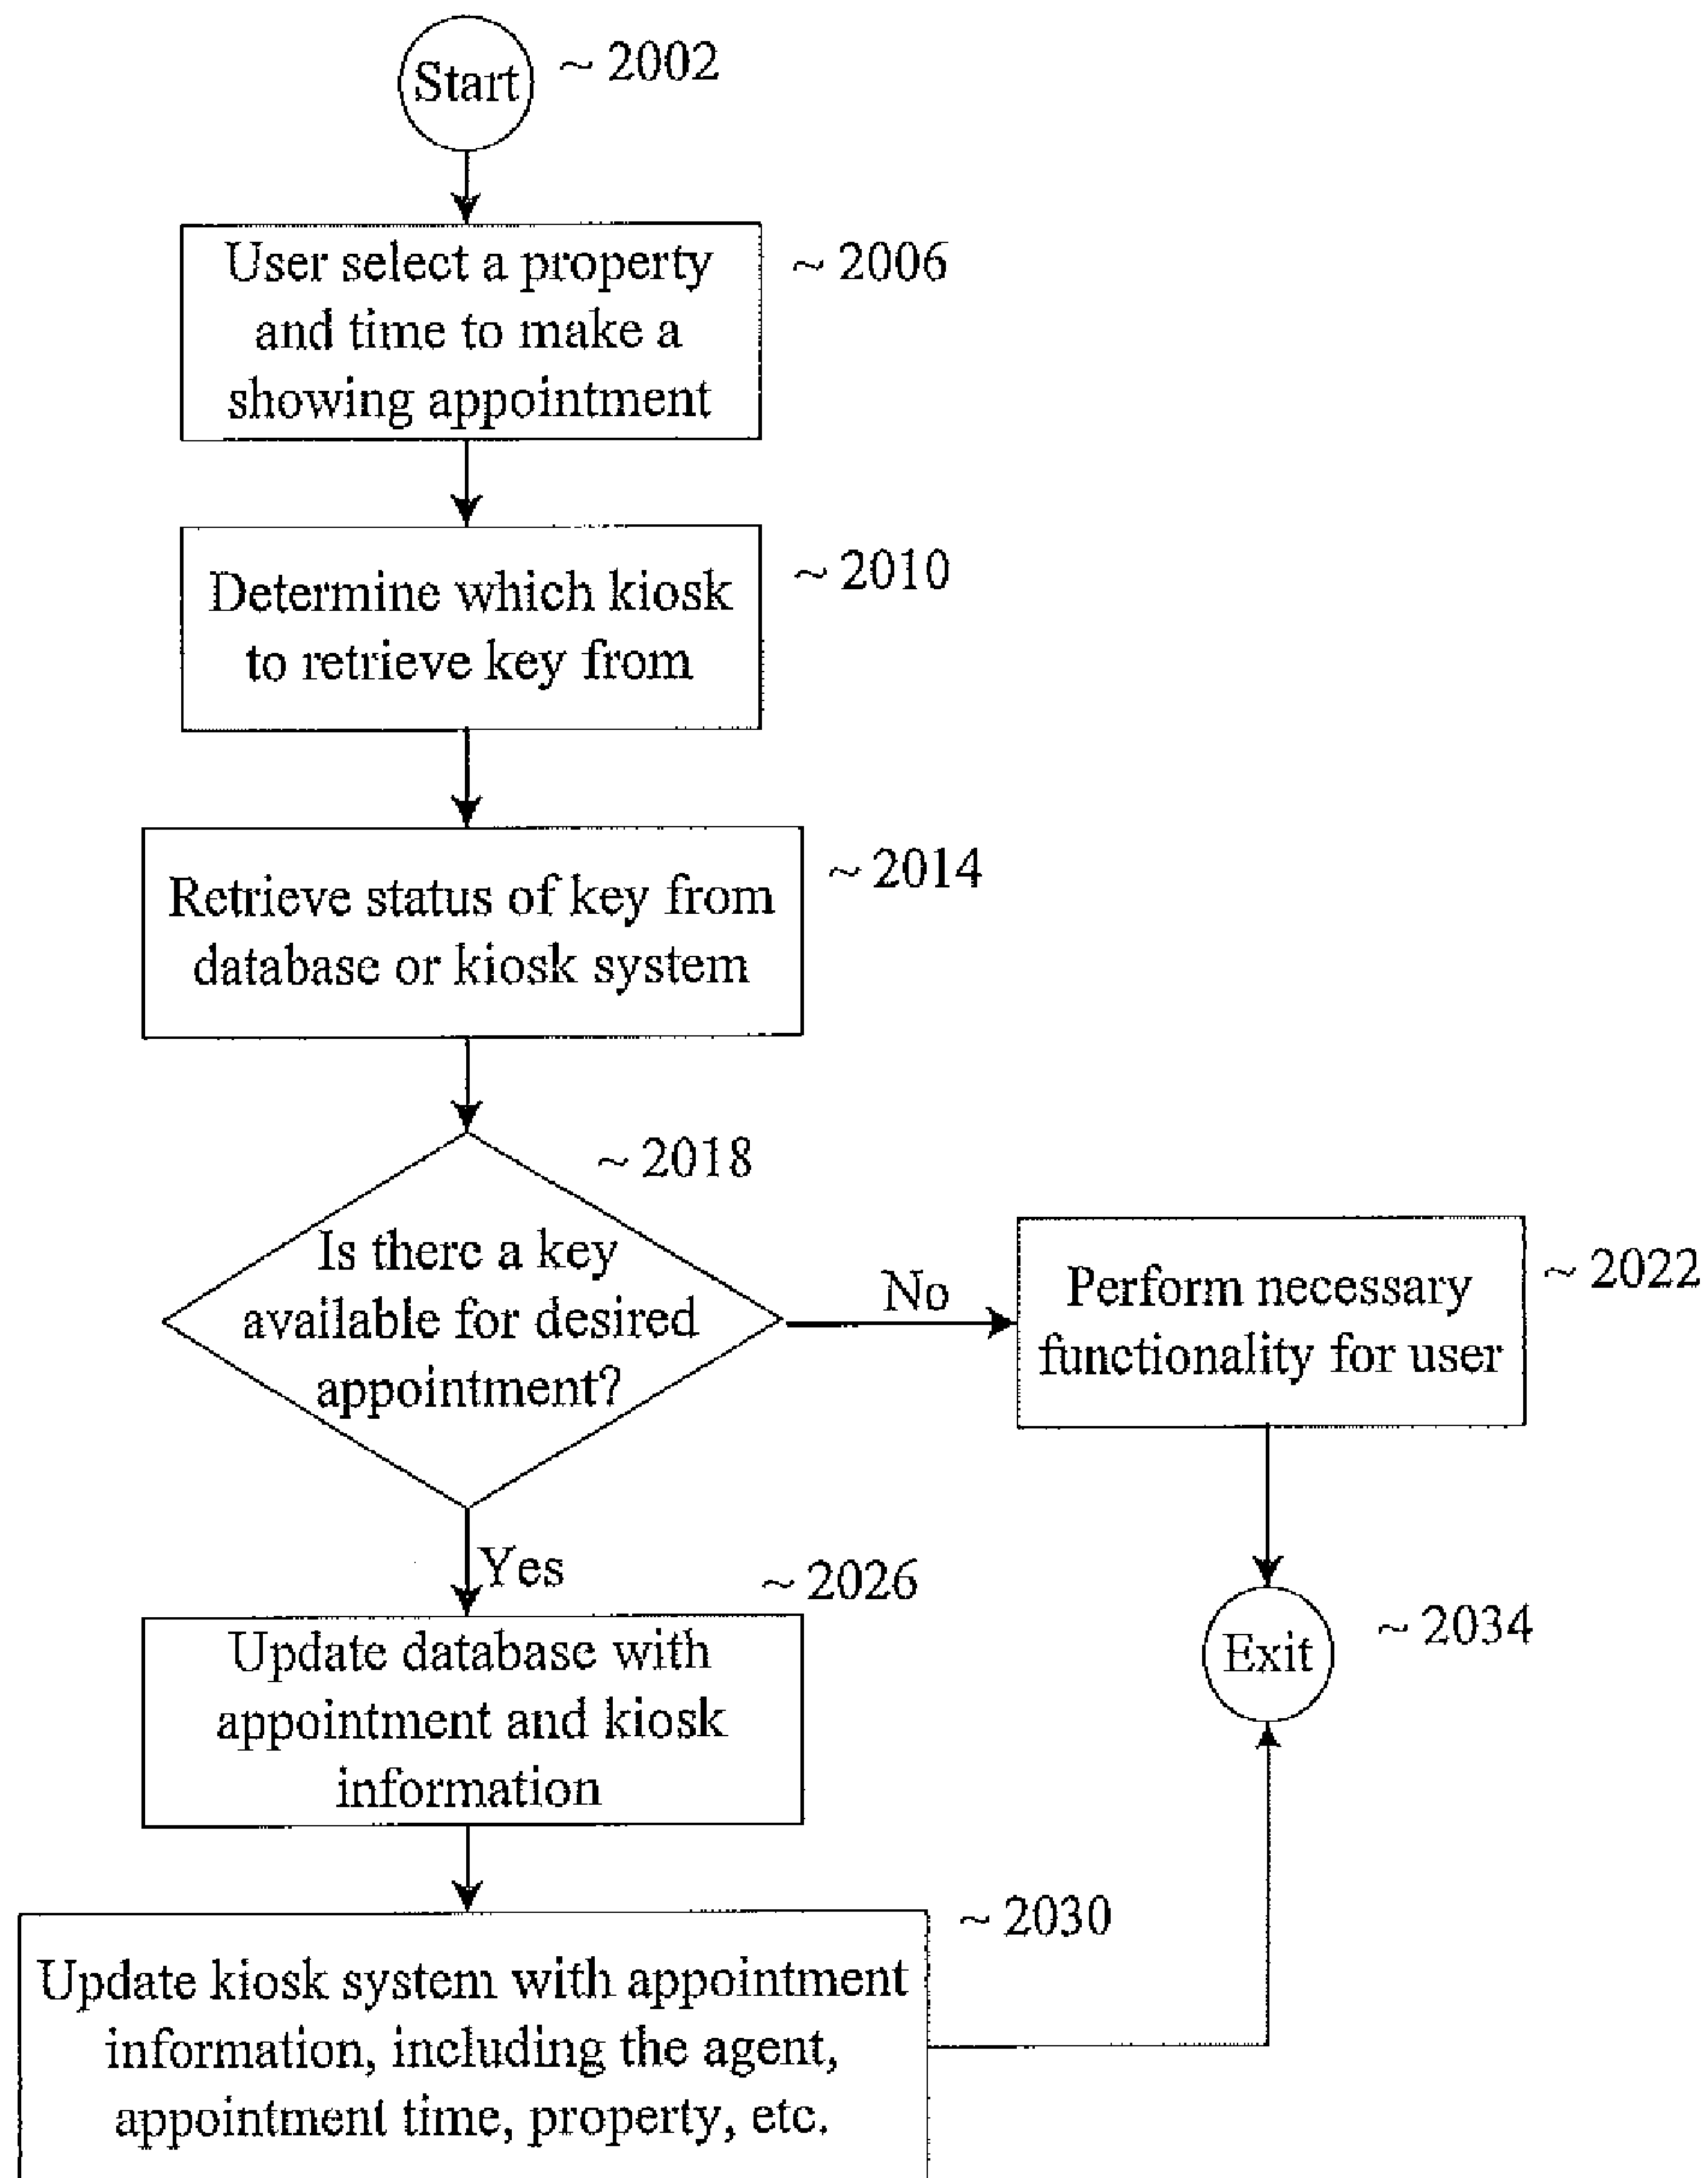 Start
~ 2002
User select a property
and time to make a
showing appointment
~ 2006
Determine which kiosk
to retrieve key from
~ 2010
Retrieve status of key from
database or kiosk system
~ 2014
Is there a key
available for desired
appointment?
~ 2018
No
Perform necessary
functionality for user
~ 2022
Yes
Update database with
appointment and kiosk
information
~ 2026
Exit
~ 2034
Update kiosk system with appointment
information, including the agent,
appointment time, property, etc.
~ 2030